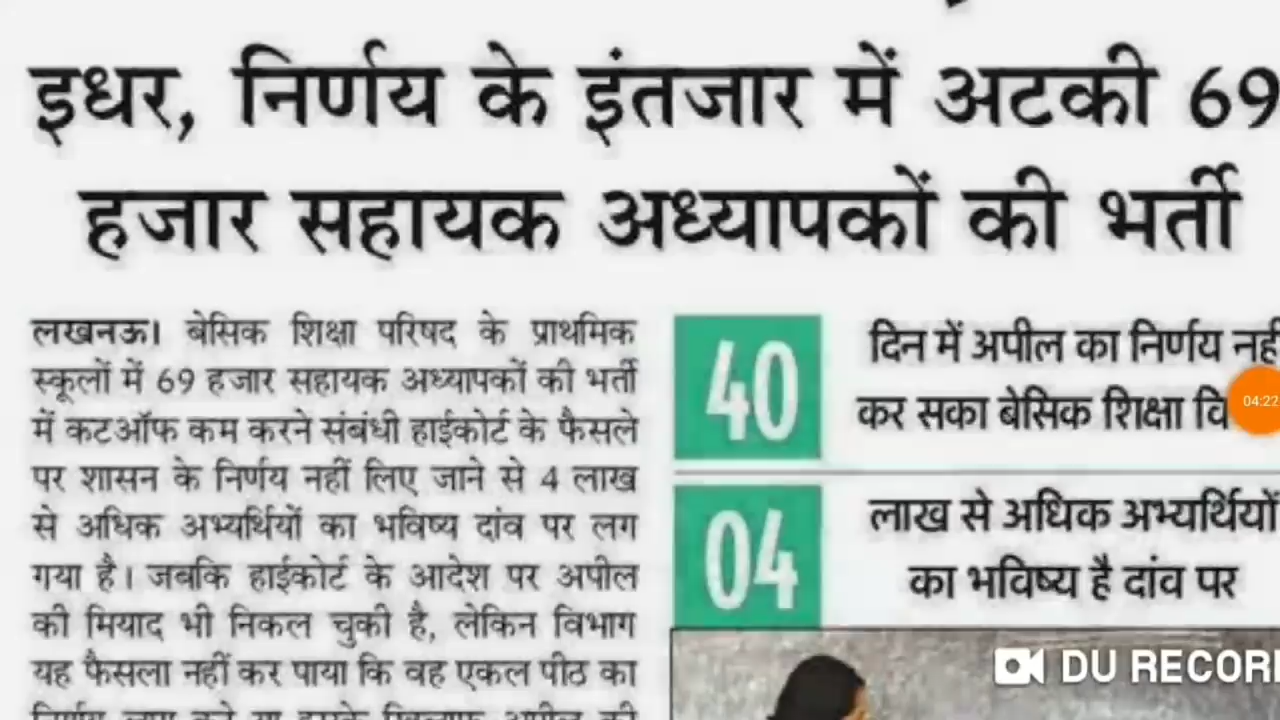 इधर, निर्णय के इंतजार में अटकी 69
हजार सहायक अध्यापकों की भर्ती
लखनऊ। बेसिक शिक्षा परिषद के प्राथमिक
स्कूलों में 69 हजार सहायक अध्यापकों की भर्ती
में कटऑफ कम करने संबंधी हाईकोर्ट के फैसले
पर शासन के निर्णय नहीं लिए जाने से 4 लाख
से अधिक अभ्यर्थियों का भविष्य दांव पर लग
गया है। जबकि हाईकोर्ट के आदेश पर अपील
की मियाद भी निकल चुकी है, लेकिन विभाग
यह फैसला नहीं कर पाया कि वह एकल पीठ का
40
दिन में अपील का निर्णय
कर सका बेसिक शिक्षा
04:22
04
लाख से अधिक अभ्यर्थियों
का भविष्य है दांव पर
DU